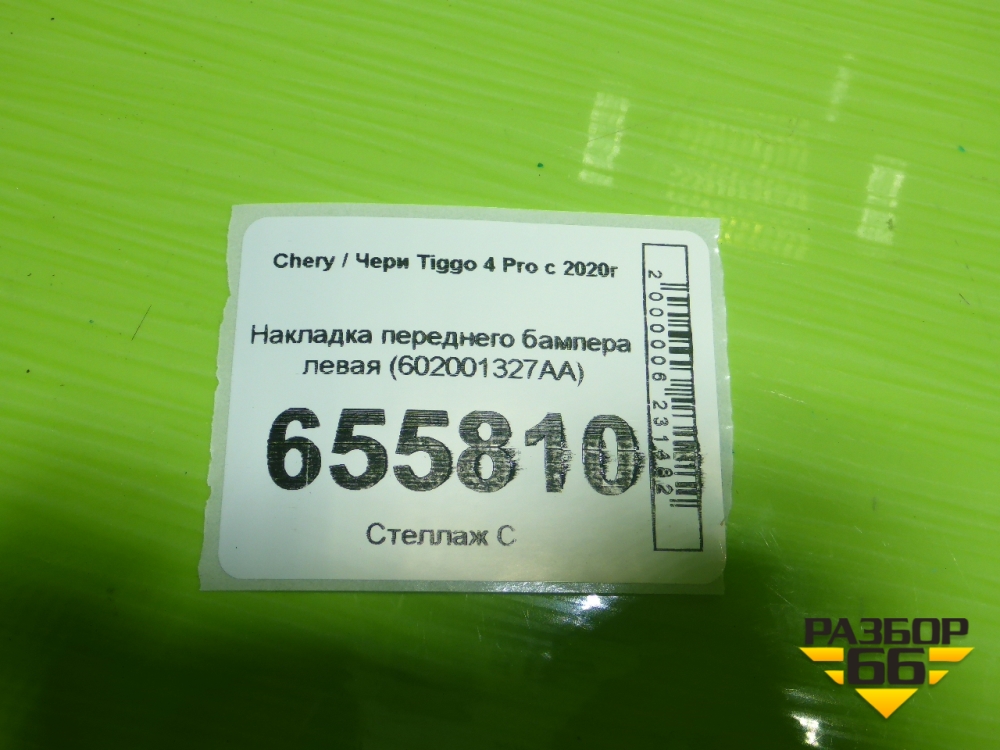 Chery / Чери Tiggo 4 Pro с 2020г
Накладка переднего бампера
левая (602001327AA)
655810
Стеллаж С
2000006231482
РАЗБОР
66